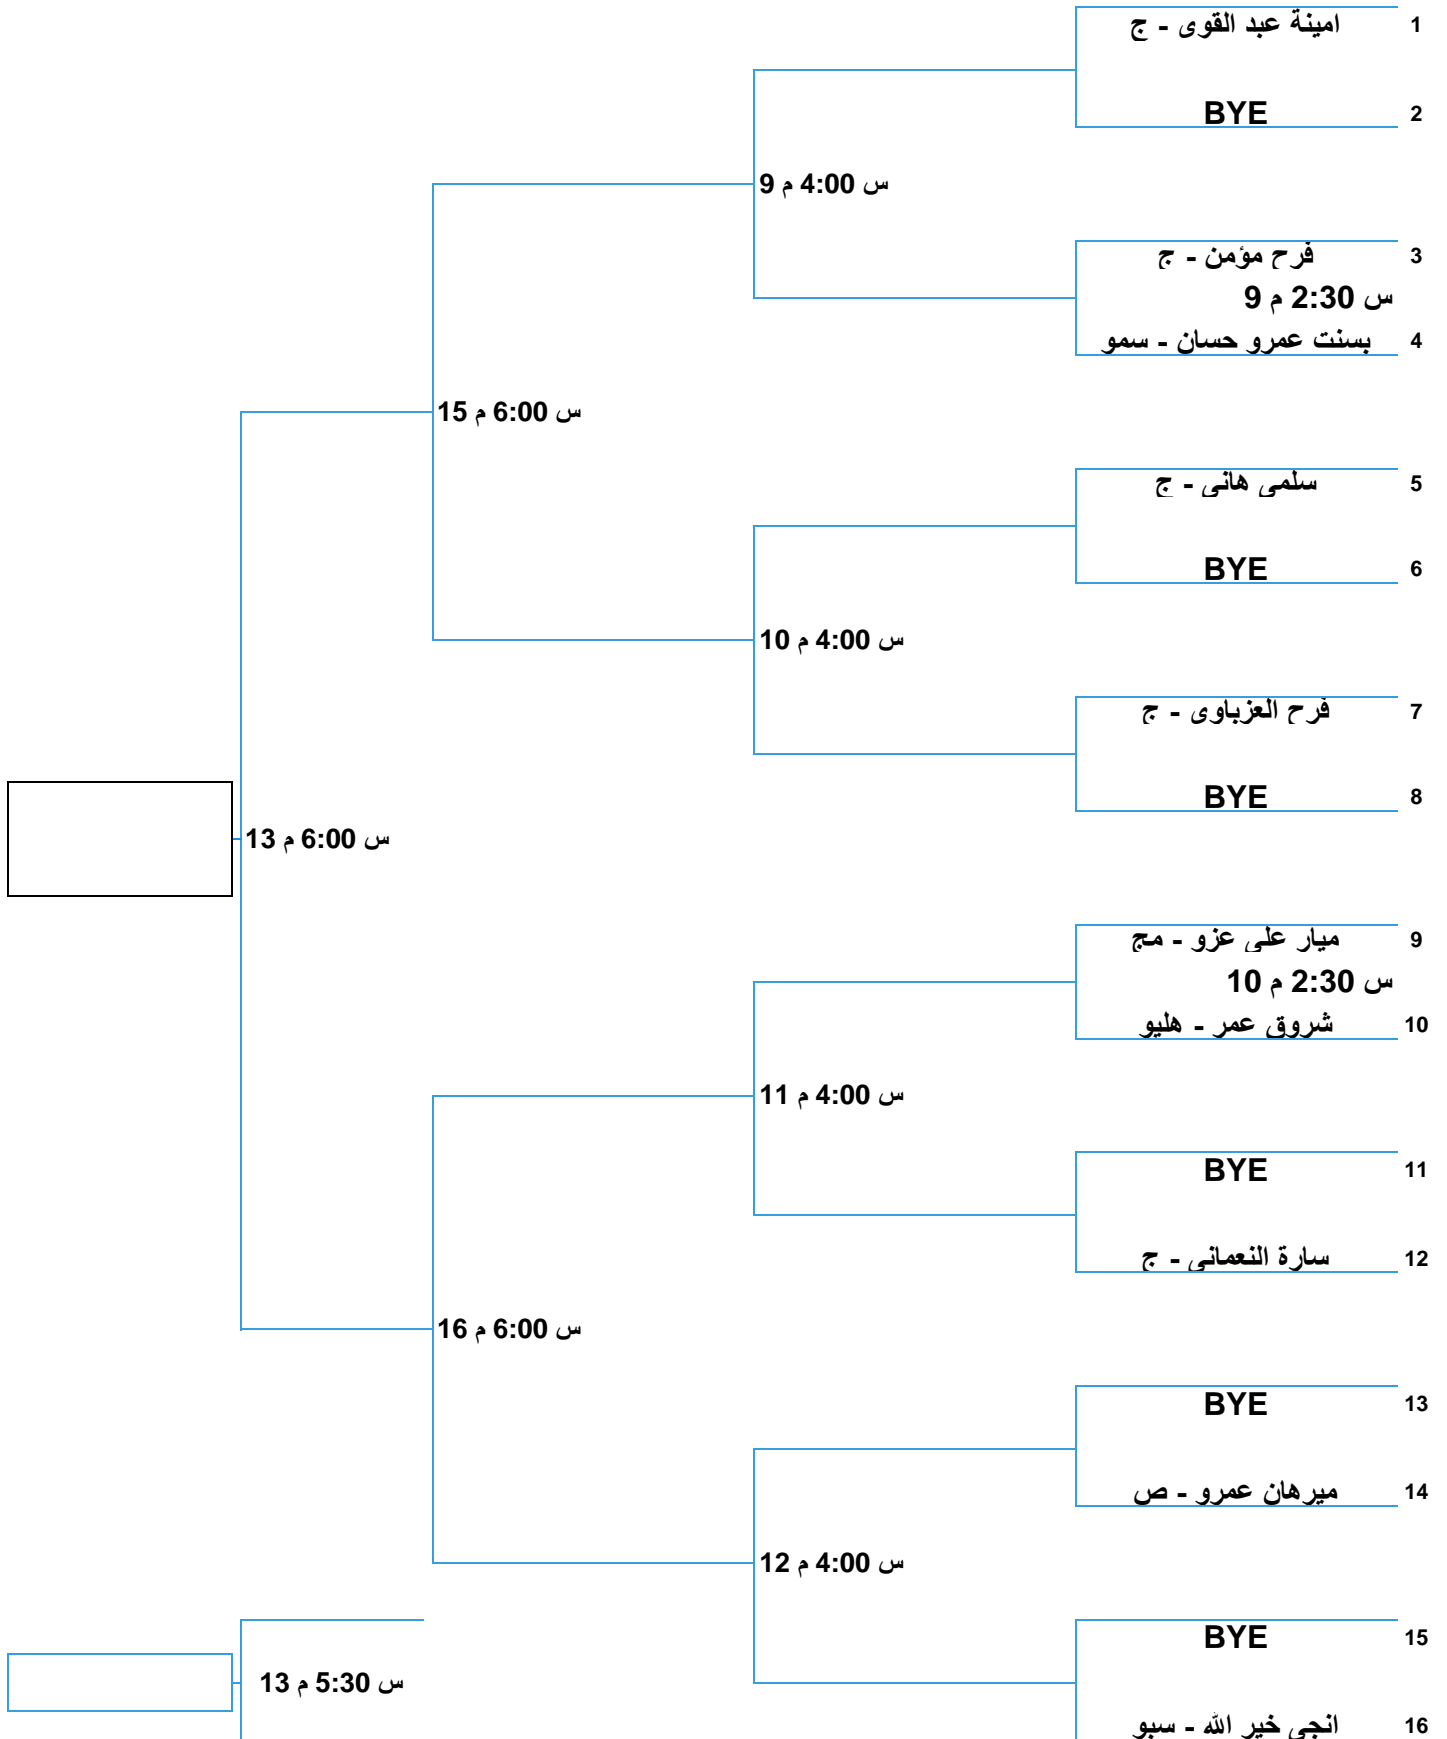 امينة عبد القوى - ج 1
BYE 2
س 4:00 م 9
فرح مؤمن - ج 3
س 2:30 م 9
بسنت عمرو حسان - سمو 4
س 6:00 م 15
سلمى هانى - ج 5
BYE 6
س 4:00 م 10
فرح العزباوى - ج 7
BYE 8
س 6:00 م 13
ميار على عزو - مج 9
س 2:30 م 10
شروق عمر - هليو 10
س 4:00 م 11
BYE 11
سارة النعمانى - ج 12
س 6:00 م 16
BYE 13
ميرهان عمرو - ص 14
س 4:00 م 12
BYE 15
س 5:30 م 13
انجى خير الله - سبو 16